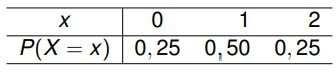 x 0 1 2
P(X = x) 0, 25 0, 50 0, 25